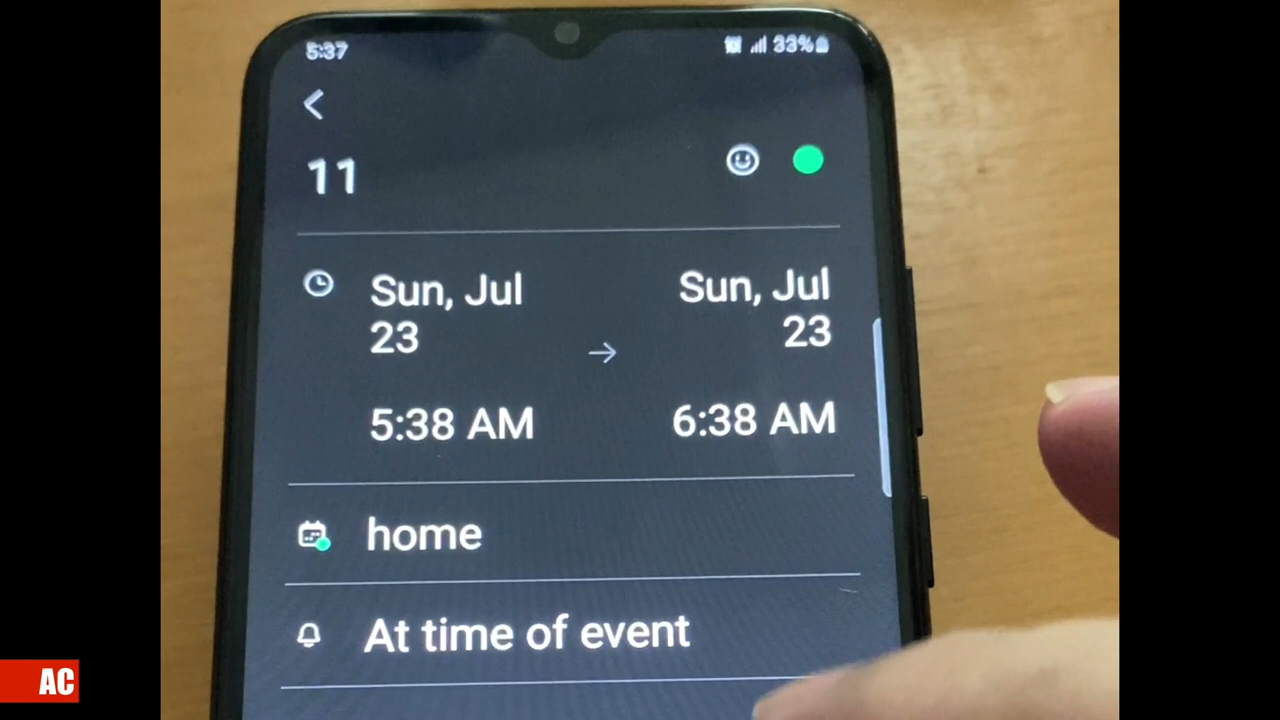 5:37
33%
11
Sun, Jul
23
Sun, Jul
23
5:38 AM
6:38 AM
home
At time of event
AC